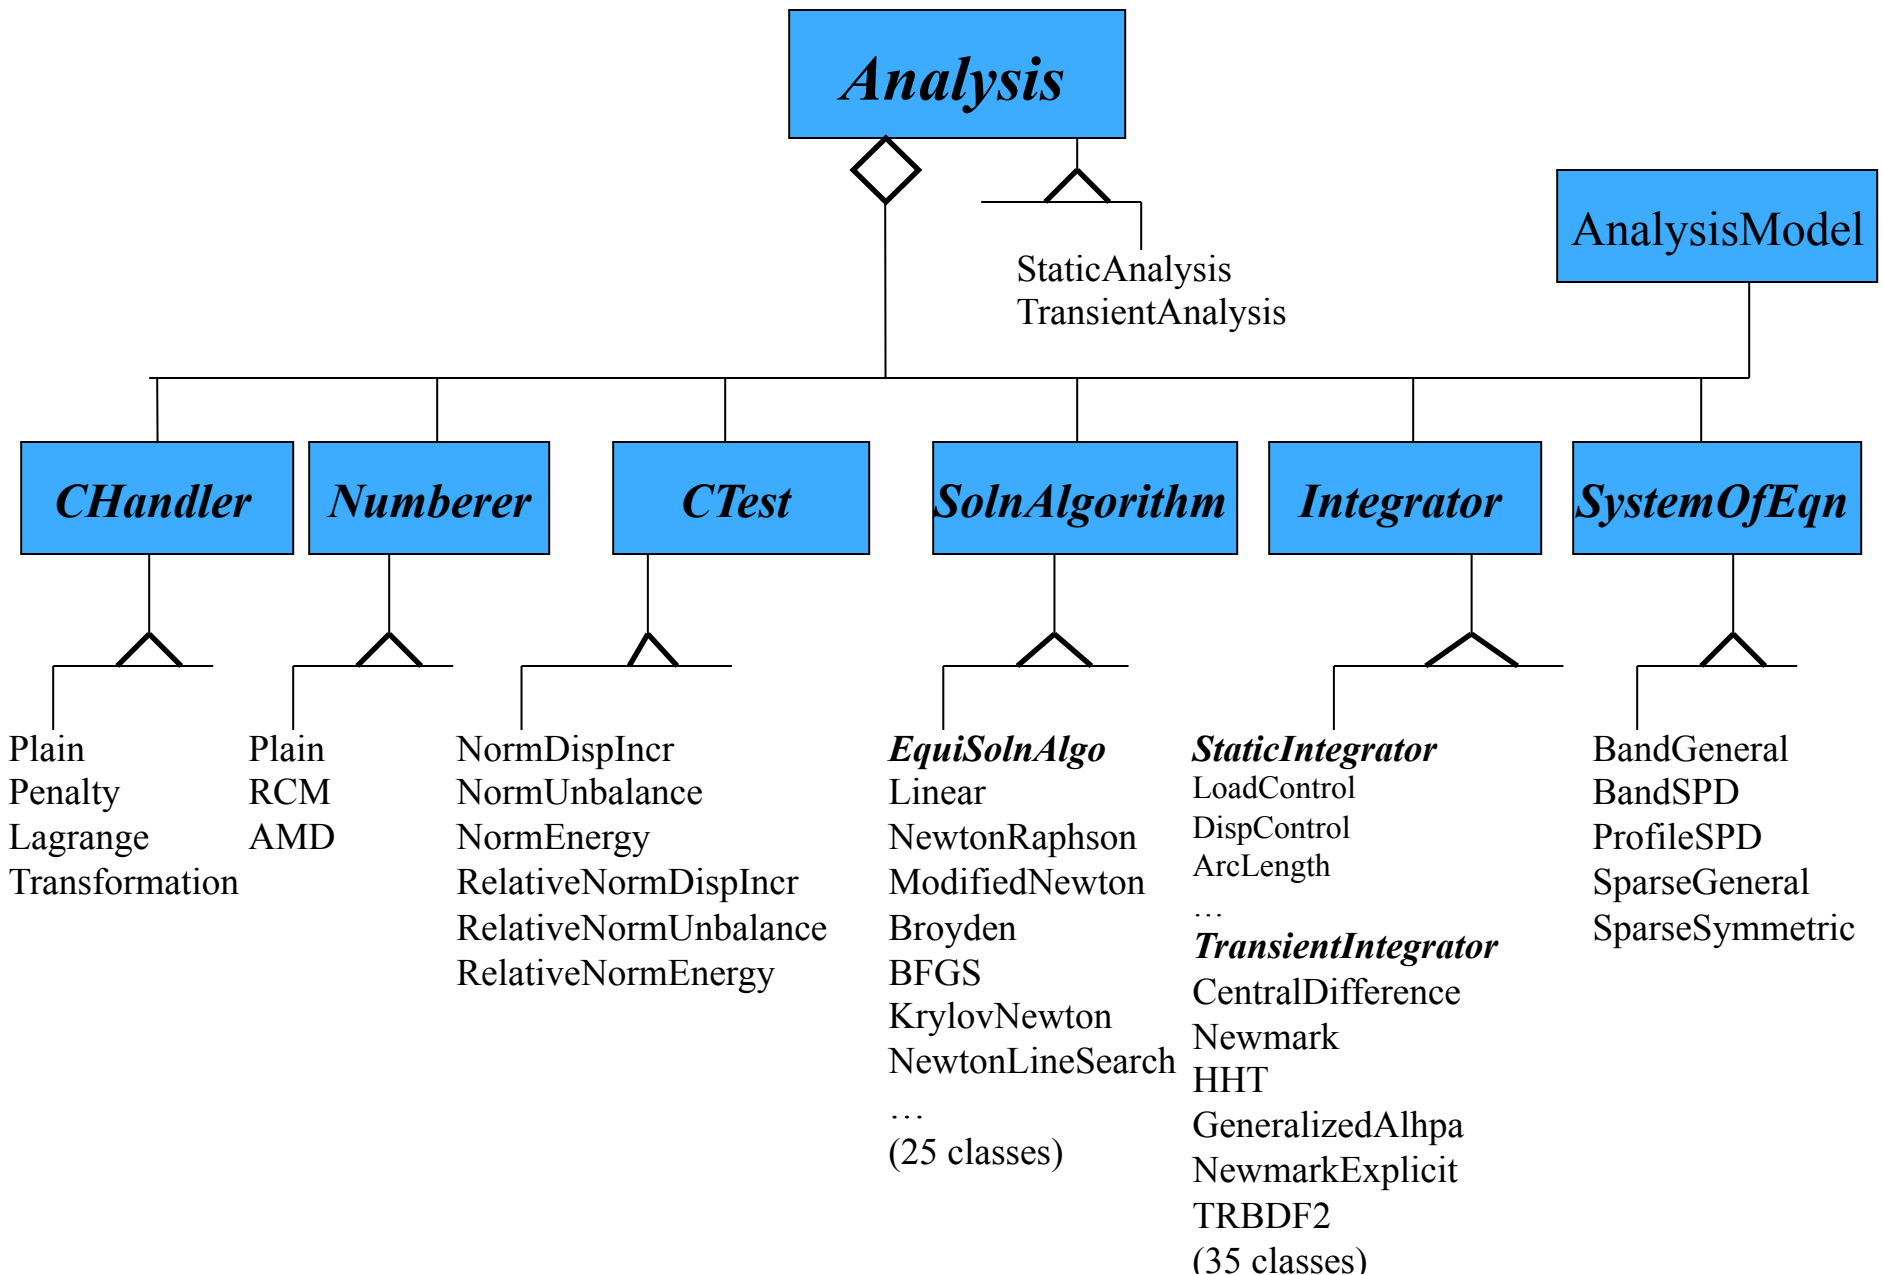 Analysis
AnalysisModel
StaticAnalysis
TransientAnalysis
CHandler
Numberer
CTest
SolnAlgorithm
Integrator
SystemOfEqn
Plain
Penalty
Lagrange
Transformation
Plain
RCM
AMD
NormDispIncr
NormUnbalance
NormEnergy
RelativeNormDispIncr
RelativeNormUnbalance
RelativeNormEnergy
EquiSolnAlgo
Linear
NewtonRaphson
ModifiedNewton
Broyden
BFGS
KrylovNewton
NewtonLineSearch
…
(25 classes)
StaticIntegrator
LoadControl
DispControl
ArcLength
…
TransientIntegrator
CentralDifference
Newmark
HHT
GeneralizedAlhpa
NewmarkExplicit
TRBDF2
(35 classes)
BandGeneral
BandSPD
ProfileSPD
SparseGeneral
SparseSymmetric